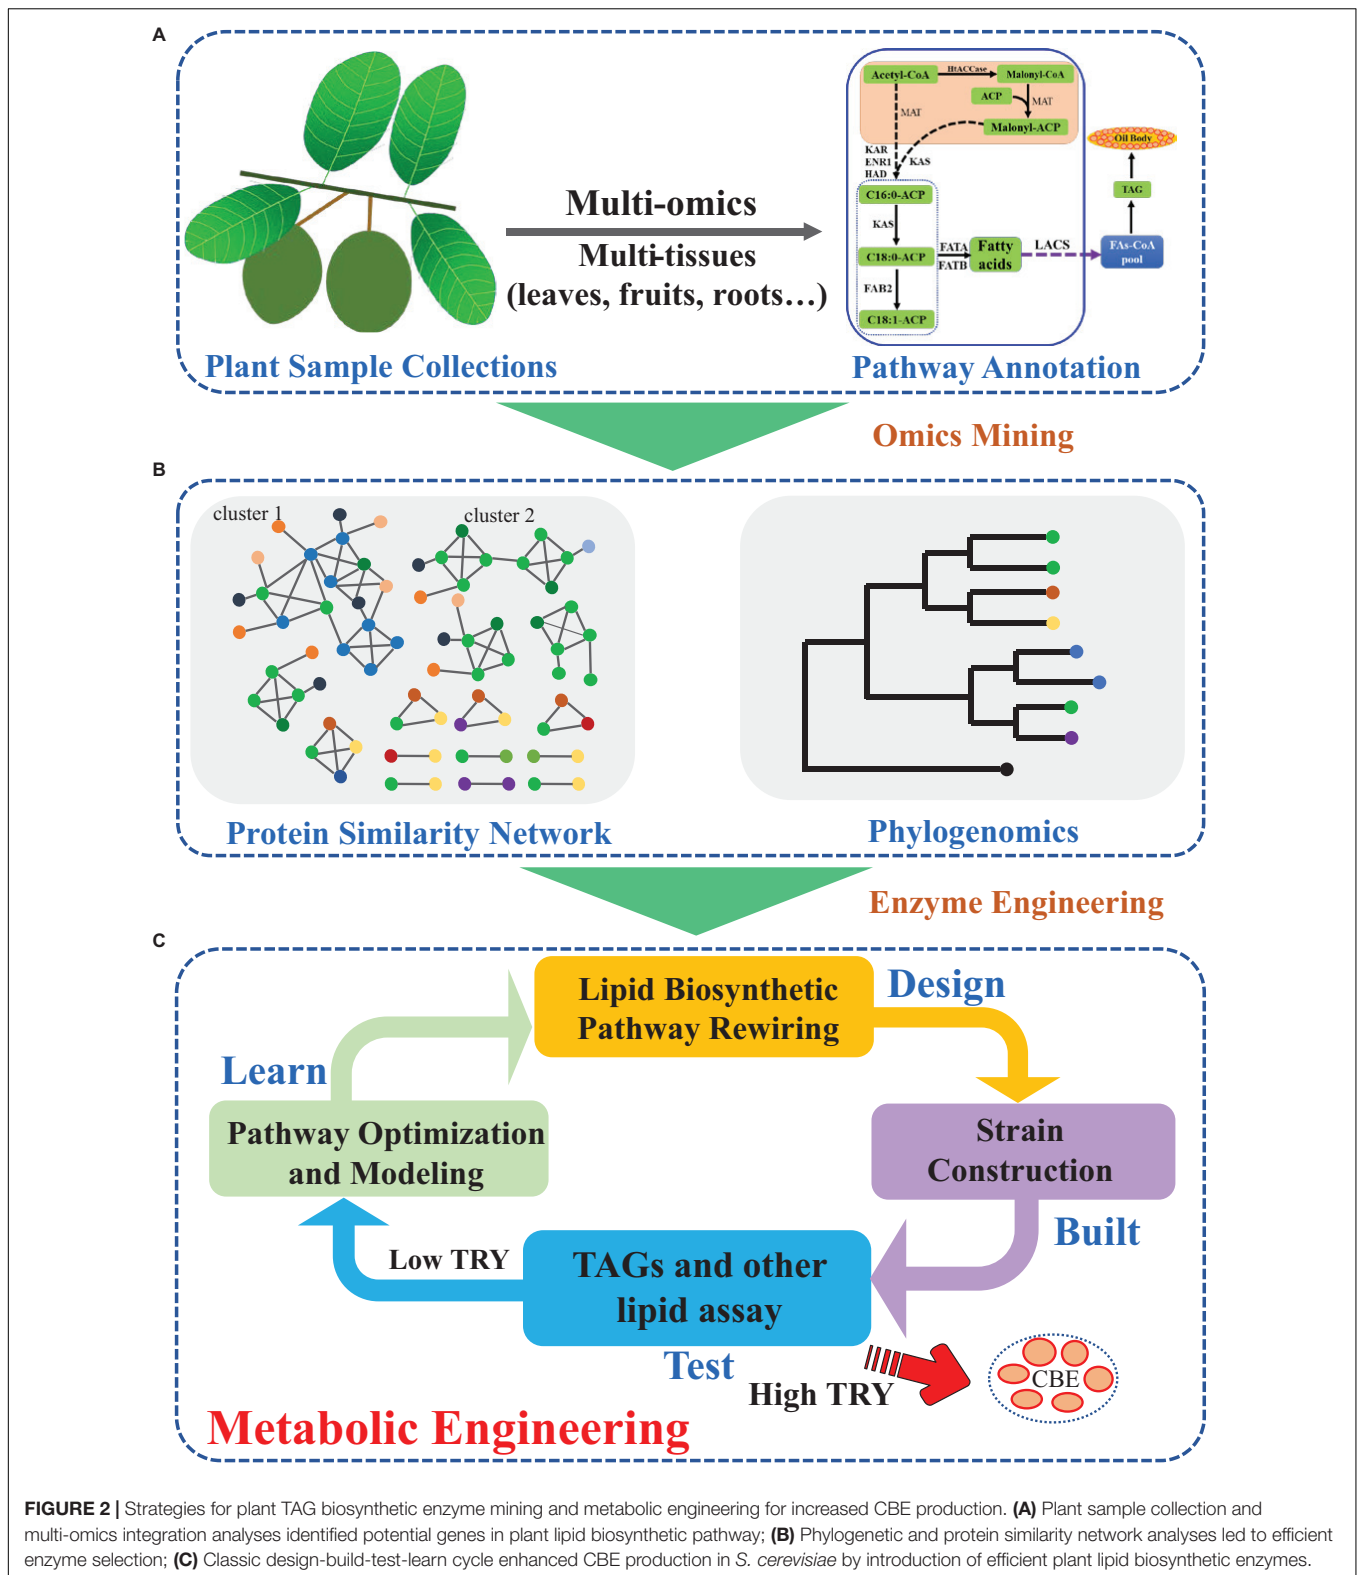 A
Multi-omics
Multi-tissues
(leaves, fruits, roots…)
Plant Sample Collections
Acetyl-CoA
HtACCase
Malonyl-CoA
ACP
MAT
MAT
Malonyl-ACP
KAR
ENR1
HAD
KAS
C16:0-ACP
KAS
C18:0-ACP
FATA
FATB
Fatty
acids
LACS
FAs-CoA
pool
TAG
Oil Body
FAB2
C18:1-ACP
Pathway Annotation
Omics Mining
B
cluster 1
cluster 2
Protein Similarity Network
Phylogenomics
Enzyme Engineering
C
Lipid Biosynthetic
Pathway Rewiring
Design
Learn
Pathway Optimization
and Modeling
Strain
Construction
Built
Low TRY
TAGs and other
lipid assay
Test
High TRY
CBE
Metabolic Engineering
FIGURE 2 | Strategies for plant TAG biosynthetic enzyme mining and metabolic engineering for increased CBE production. (A) Plant sample collection and
multi-omics integration analyses identified potential genes in plant lipid biosynthetic pathway; (B) Phylogenetic and protein similarity network analyses led to efficient
enzyme selection; (C) Classic design-build-test-learn cycle enhanced CBE production in S. cerevisiae by introduction of efficient plant lipid biosynthetic enzymes.